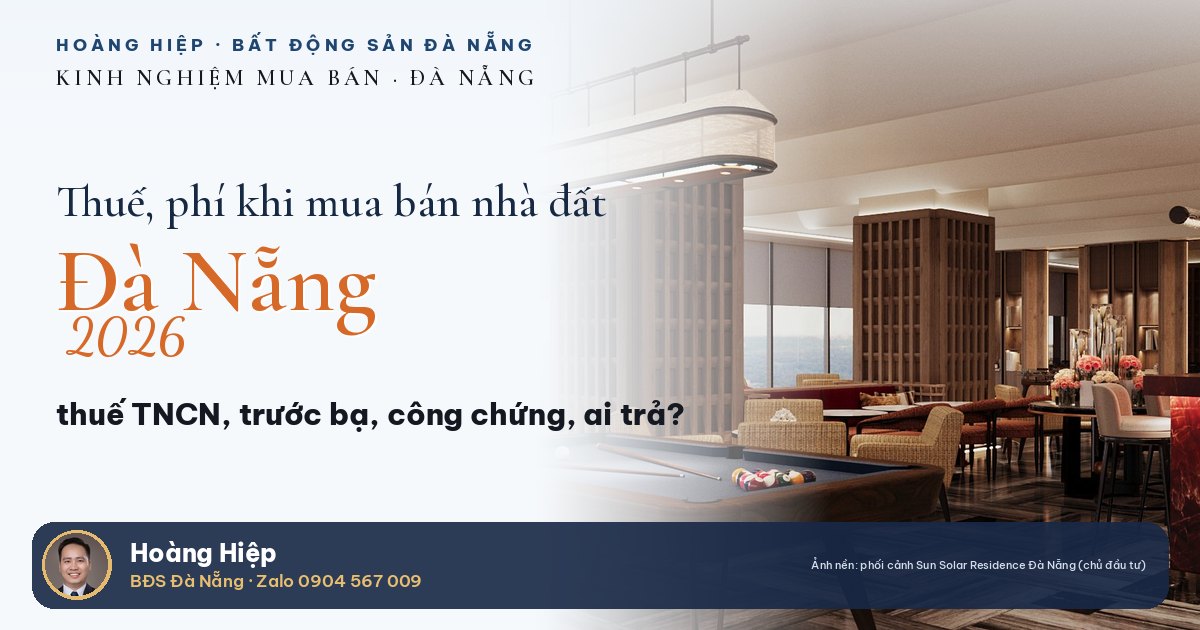 HOÀNG HIỆP · BẤT ĐỘNG SẢN ĐÀ NẴNG
KINH NGHIỆM MUA BÁN · ĐÀ NẴNG
Thuế, phí khi mua bán nhà đất
Đà Nẵng
2026
thuế TNCN, trước bạ, công chứng, ai trả?
Hoàng Hiệp
BĐS Đà Nẵng · Zalo 0904 567 009
Ảnh nền: phối cảnh Sun Solar Residence Đà Nẵng (chủ đầu tư)